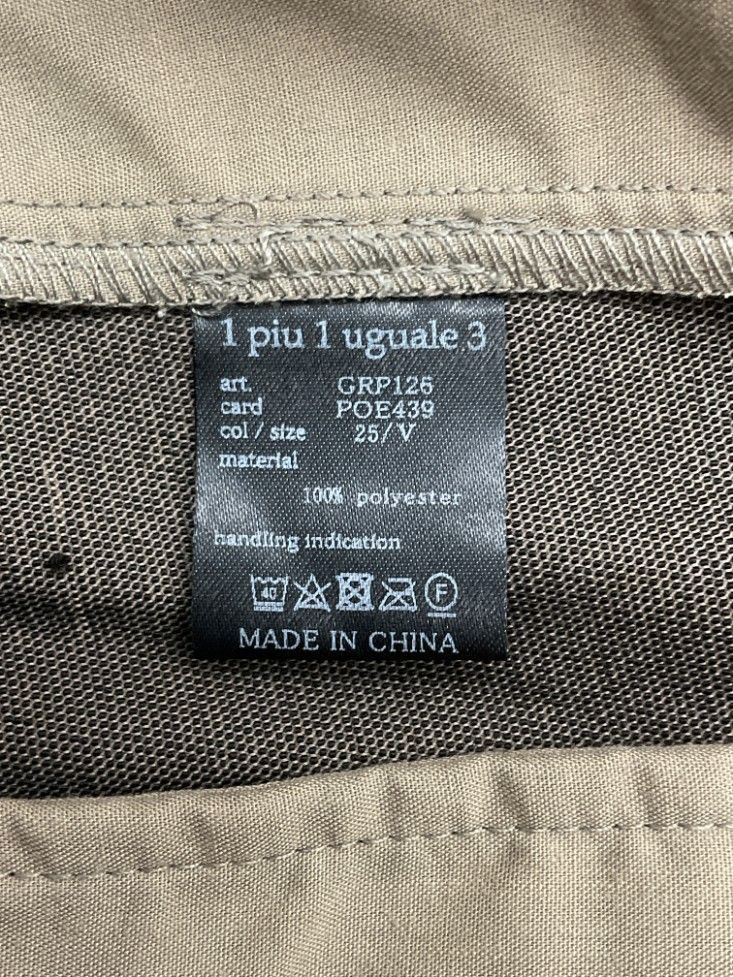 1 piu 1 uguale 3
art. GRP126
card POE439
col / size 25/V
material
100% polyester
handling indication
40 F
MADE IN CHINA